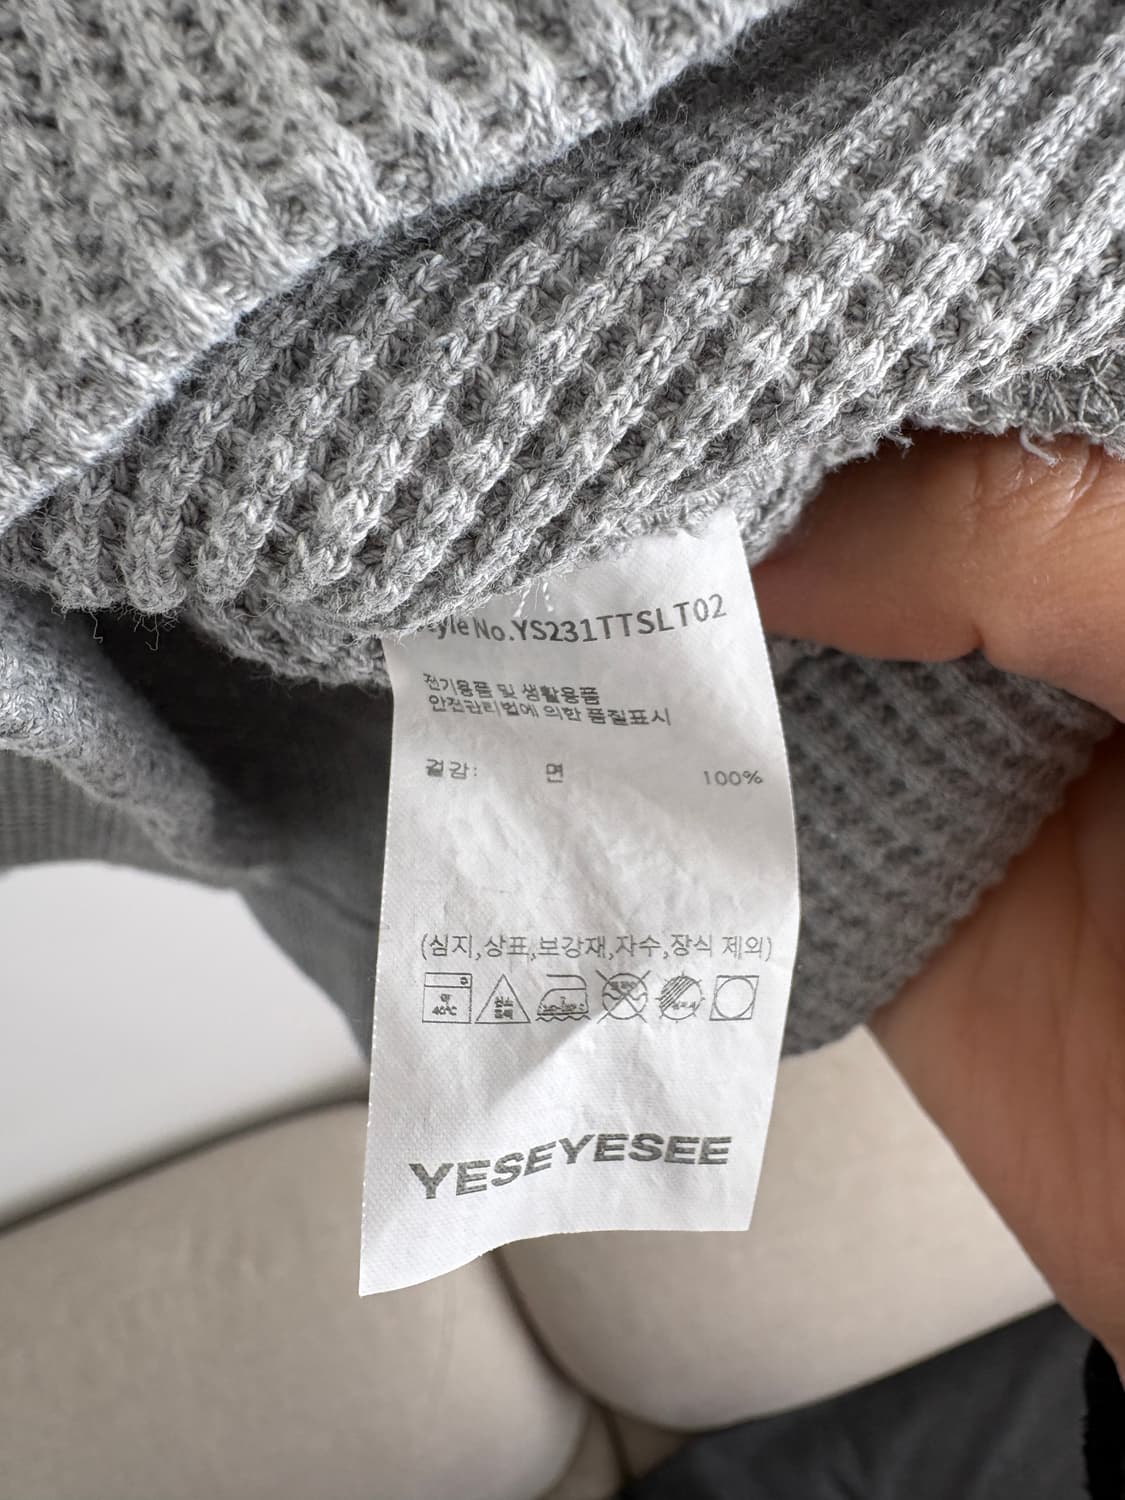 Style No.YS231TTSLT02
전기용품 및 생활용품
안전관리법에 의한 품질표시
겉감: 면 100%
(심지,상표,보강재,자수,장식 제외)
약 40℃
YESEYESEE